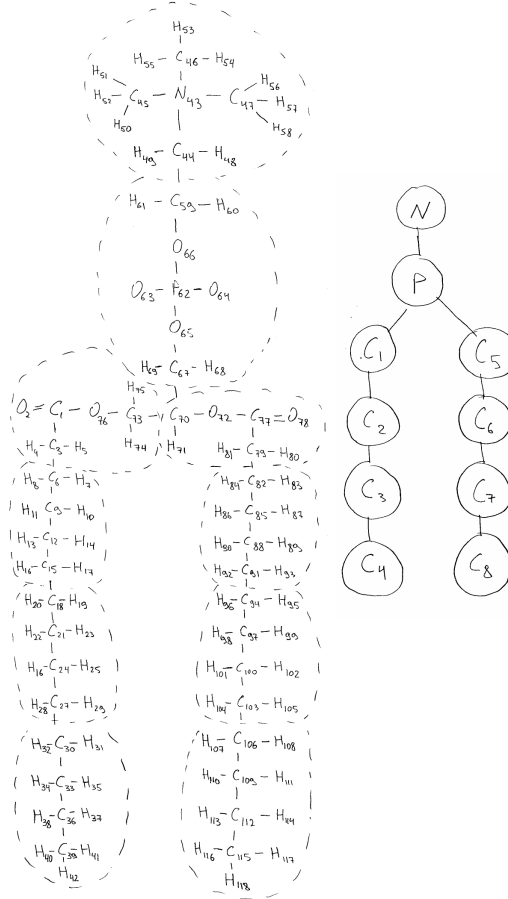 H₅₃
H₅₅ – C₄₆ – H₅₄
H₅₁ H₅₆
H₅₂ – C₄₅ – N₄₃ – C₄₇ – H₅₇
H₅₀ H₅₈
H₄₉ – C₄₄ – H₄₈
H₆₁ – C₅₉ – H₆₀
O₆₆
O₆₃ – P₆₂ – O₆₄
O₆₅
H₆₉ – C₆₇ – H₆₈
H₇₅
O₂ = C₁ – O₇₆ – C₇₃ C₇₀ – O₇₂ – C₇₇ = O₇₈
H₇₄ H₇₁
H₄ – C₃ – H₅ H₈₁ – C₇₉ – H₈₀
H₈ – C₆ – H₇ H₈₄ – C₈₂ – H₈₃
H₁₁ C₉ – H₁₀ H₈₆ – C₈₅ – H₈₇
H₁₃ – C₁₂ – H₁₄ H₉₀ – C₈₈ – H₈₉
H₁₆ – C₁₅ – H₁₇ H₉₂ – C₉₁ – H₉₃
H₂₀ – C₁₈ – H₁₉ H₉₆ – C₉₄ – H₉₅
H₂₂ – C₂₁ – H₂₃ H₉₈ – C₉₇ – H₉₉
H₁₆ – C₂₄ – H₂₅ H₁₀₁ – C₁₀₀ – H₁₀₂
H₂₈ – C₂₇ – H₂₉ H₁₀₄ – C₁₀₃ – H₁₀₅
H₃₂ – C₃₀ – H₃₁ H₁₀₇ – C₁₀₆ – H₁₀₈
H₃₄ – C₃₃ – H₃₅ H₁₁₀ – C₁₀₉ – H₁₁₁
H₃₈ – C₃₆ – H₃₇ H₁₁₃ – C₁₁₂ – H₁₁₄
H₄₀ – C₃₉ – H₄₁ H₁₁₆ – C₁₁₅ – H₁₁₇
H₄₂ H₁₁₈
N
P
C₁ C₅
C₂ C₆
C₃ C₇
C₄ C₈